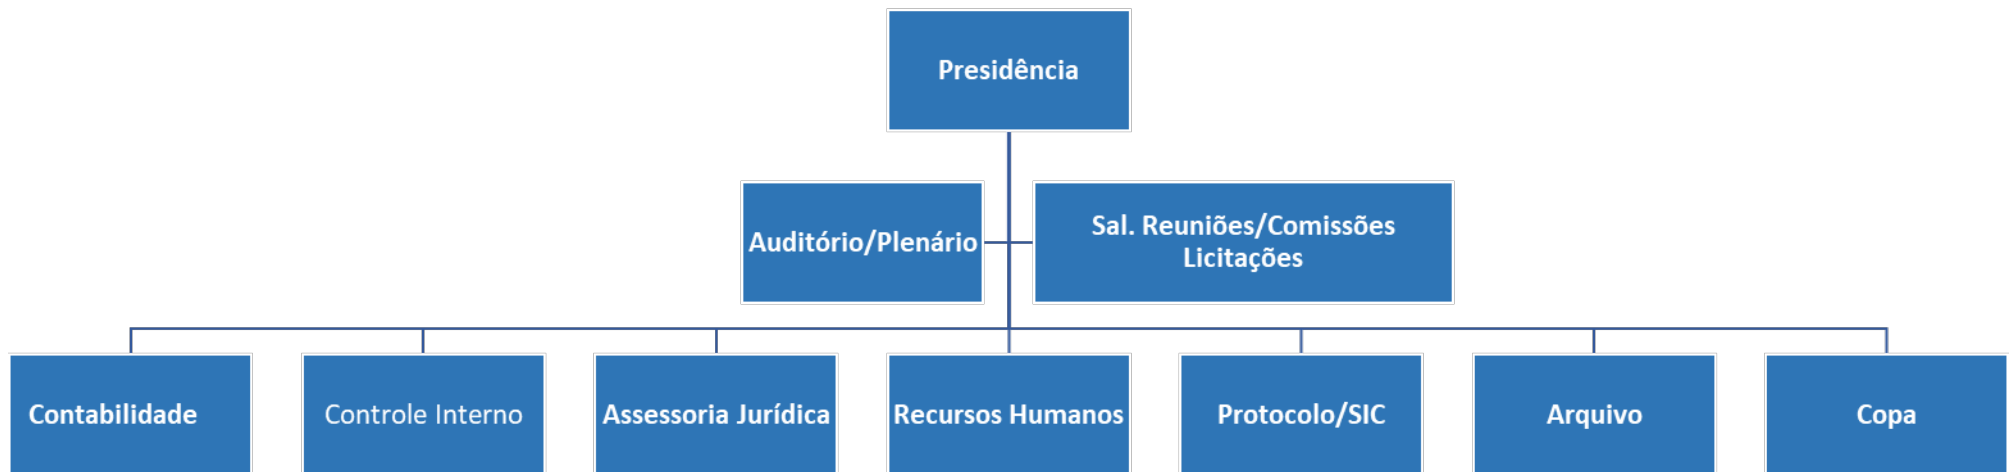 Presidência
Auditório/Plenário
Sal. Reuniões/Comissões
Licitações
Contabilidade
Controle Interno
Assessoria Jurídica
Recursos Humanos
Protocolo/SIC
Arquivo
Copa